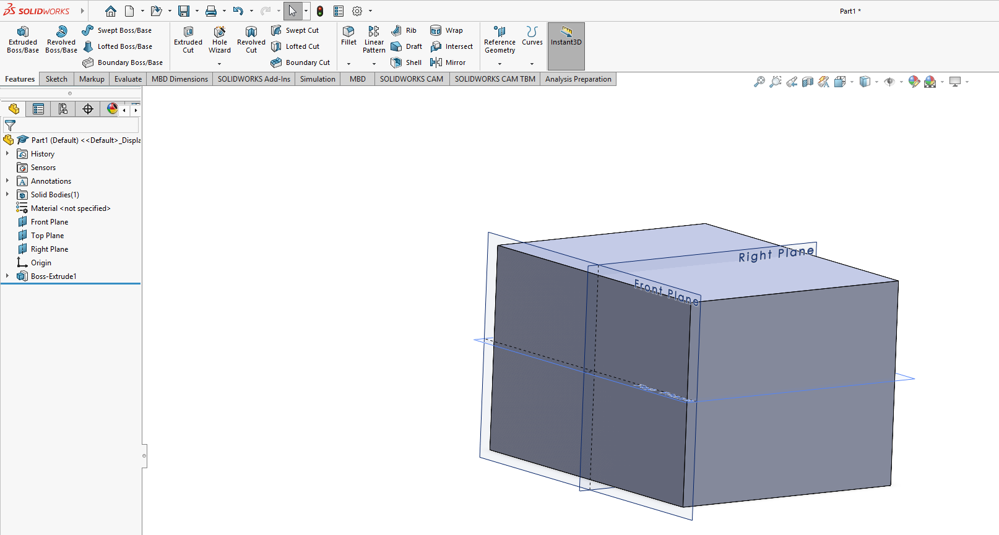 SOLIDWORKS
Part1 *
Extruded Boss/Base
Revolved Boss/Base
Swept Boss/Base
Lofted Boss/Base
Boundary Boss/Base
Extruded Cut
Hole Wizard
Revolved Cut
Swept Cut
Lofted Cut
Boundary Cut
Fillet
Linear Pattern
Rib
Draft
Shell
Wrap
Intersect
Mirror
Reference Geometry
Curves
Instant3D
Features
Sketch
Markup
Evaluate
MBD Dimensions
SOLIDWORKS Add-Ins
Simulation
MBD
SOLIDWORKS CAM
SOLIDWORKS CAM TBM
Analysis Preparation
Part1 (Default) <<Default>_Displa
History
Sensors
Annotations
Solid Bodies(1)
Material <not specified>
Front Plane
Top Plane
Right Plane
Origin
Boss-Extrude1
Right Plane
Front Plane